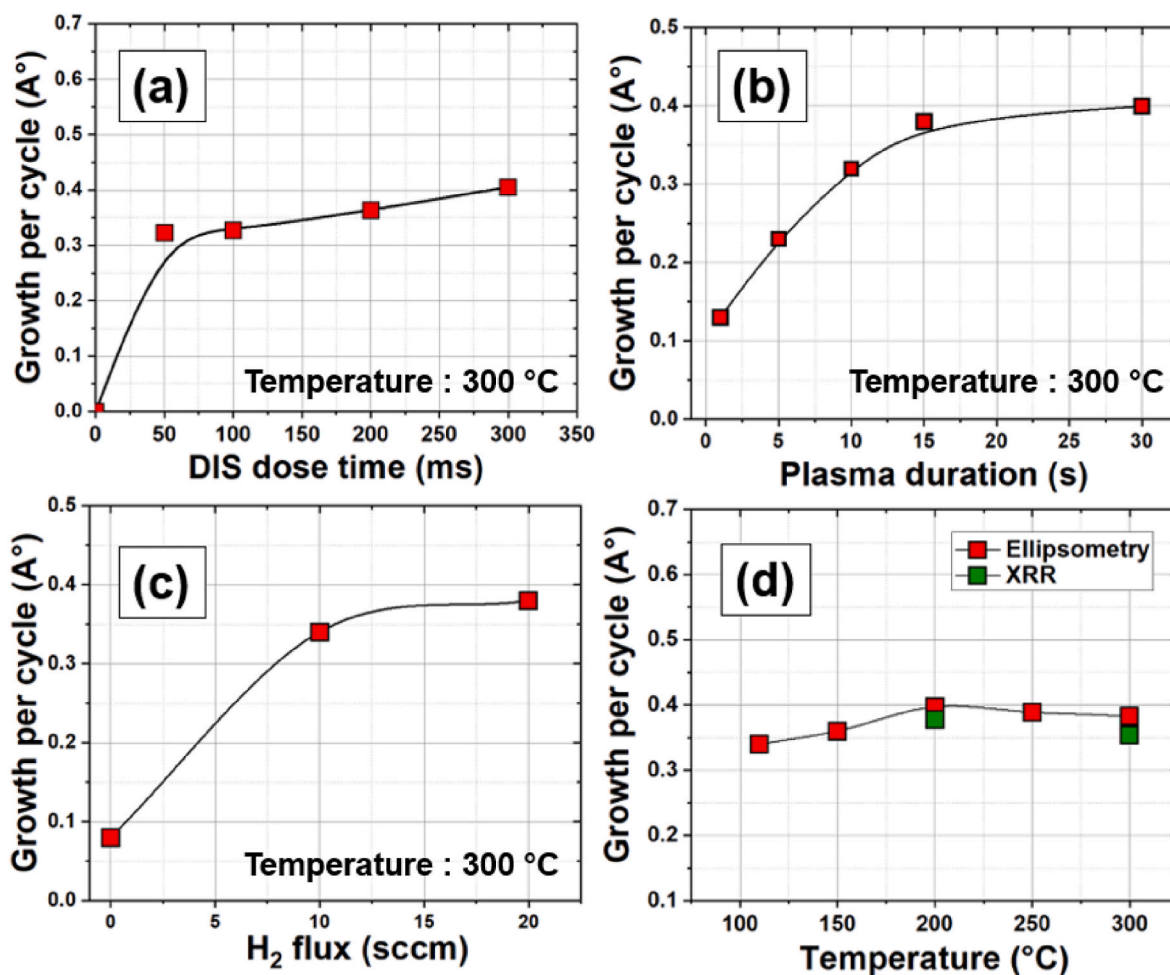 (a)
Growth per cycle (A°)
0.7
0.6
0.5
0.4
0.3
0.2
0.1
0.0
Temperature : 300 °C
0 50 100 150 200 250 300 350
DIS dose time (ms)
(b)
Growth per cycle (A°)
0.5
0.4
0.3
0.2
0.1
0.0
Temperature : 300 °C
0 5 10 15 20 25 30
Plasma duration (s)
(c)
Growth per cycle (A°)
0.5
0.4
0.3
0.2
0.1
0.0
Temperature : 300 °C
0 5 10 15 20
H₂ flux (sccm)
(d)
Growth per cycle (A°)
0.7
0.6
0.5
0.4
0.3
0.2
0.1
Ellipsometry
XRR
100 150 200 250 300
Temperature (°C)